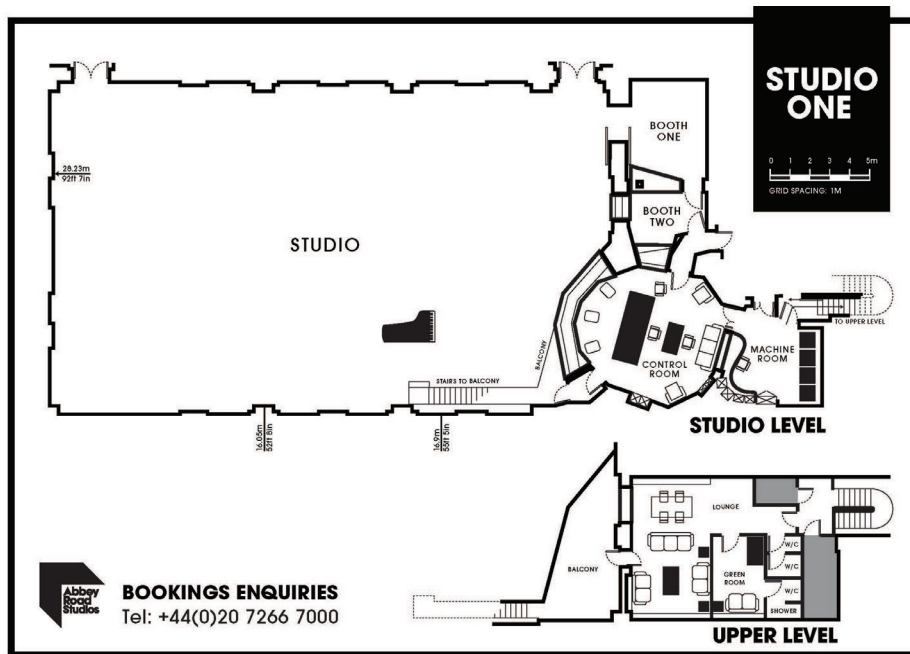 STUDIO
ONE
0 1 2 3 4 5m
GRID SPACING: 1M
BOOTH
ONE
28.23m
92ft 7in
BOOTH
TWO
STUDIO
TO UPPER LEVEL
BALCONY
MACHINE
ROOM
CONTROL
ROOM
STAIRS TO BALCONY
STUDIO LEVEL
16.05m
52ft 8in
16.9m
55ft 5in
LOUNGE
W/C
BALCONY
W/C
GREEN
ROOM
W/C
SHOWER
UPPER LEVEL
Abbey
Road
Studios
BOOKINGS ENQUIRIES
Tel: +44(0)20 7266 7000